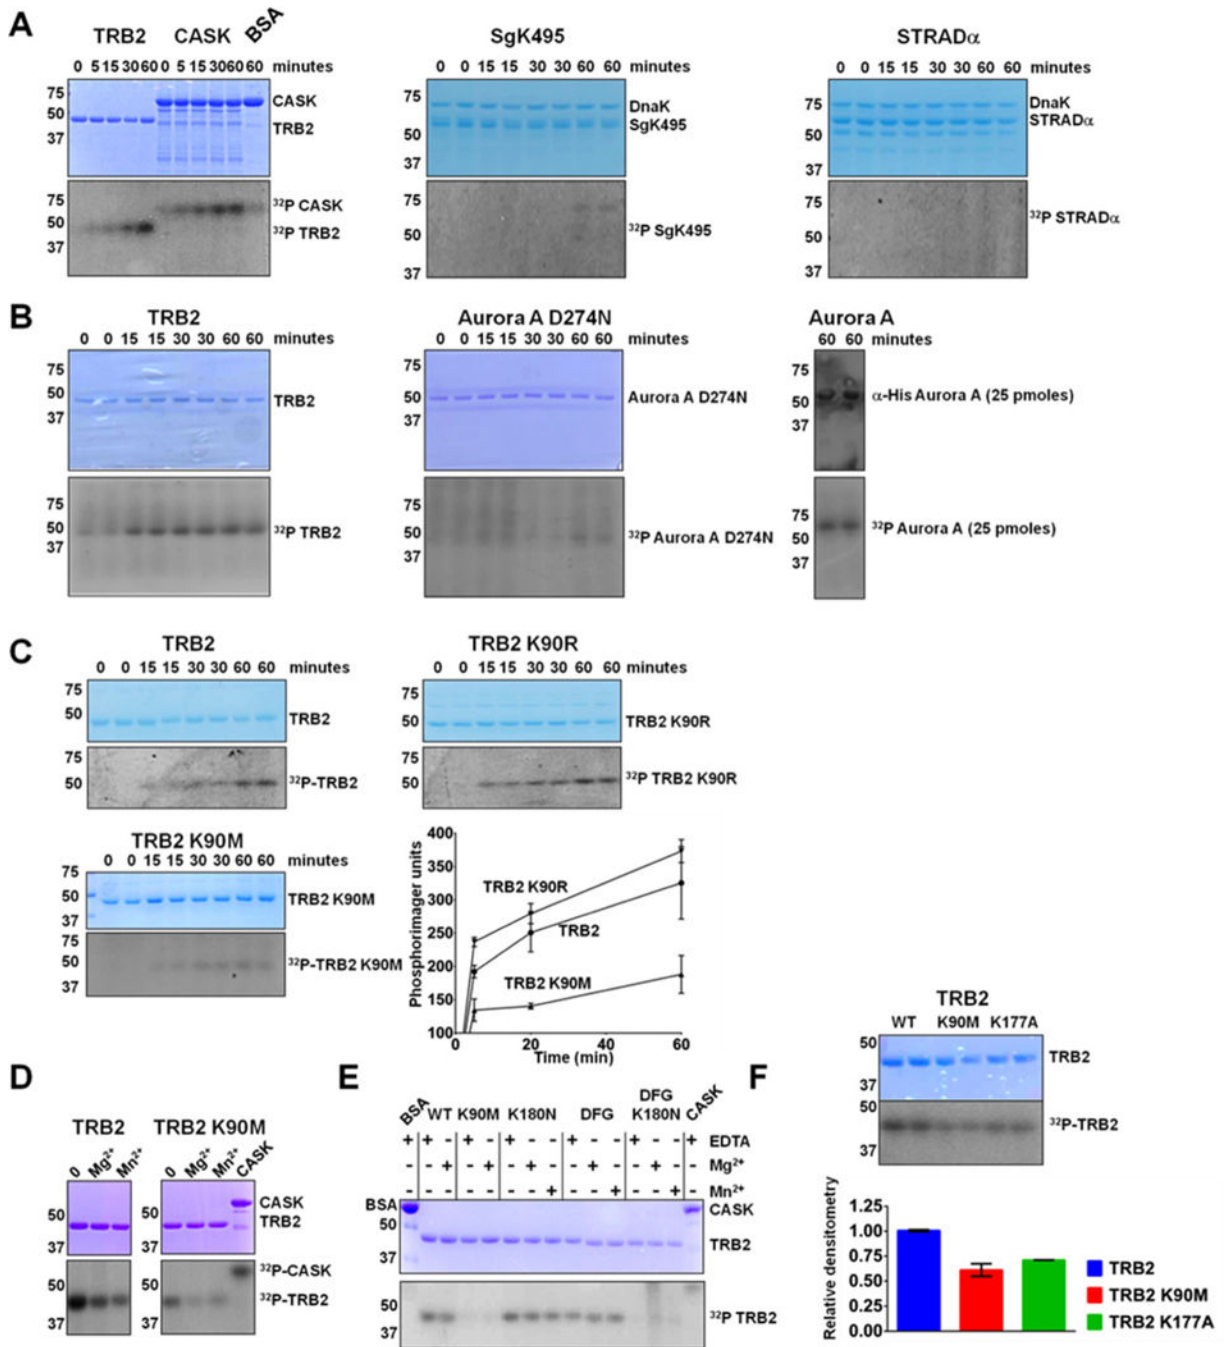 A
TRB2 CASK BSA
0 5 15 30 60 0 5 15 30 60 60 minutes
75
50
37
CASK
TRB2
75
50
37
32P CASK
32P TRB2
SgK495
0 0 15 15 30 30 60 60 minutes
75
50
37
DnaK
SgK495
75
50
37
32P SgK495
STRADα
0 0 15 15 30 30 60 60 minutes
75
50
37
DnaK
STRADα
75
50
37
32P STRADα
B
TRB2
0 0 15 15 30 30 60 60 minutes
75
50
37
TRB2
75
50
37
32P TRB2
Aurora A D274N
0 0 15 15 30 30 60 60 minutes
75
50
37
Aurora A D274N
75
50
37
32P Aurora A D274N
Aurora A
60 60 minutes
75
50
37
α-His Aurora A (25 pmoles)
75
50
37
32P Aurora A (25 pmoles)
C
TRB2
0 0 15 15 30 30 60 60 minutes
75
50
TRB2
75
50
32P-TRB2
TRB2 K90R
0 0 15 15 30 30 60 60 minutes
75
50
TRB2 K90R
75
50
32P TRB2 K90R
TRB2 K90M
0 0 15 15 30 30 60 60 minutes
75
50
37
TRB2 K90M
75
50
37
32P-TRB2 K90M
Phosphorimager units
400
350
300
250
200
150
100
TRB2 K90R
TRB2
TRB2 K90M
0 20 40 60
Time (min)
D
TRB2 TRB2 K90M
0 Mg2+ Mn2+ 0 Mg2+ Mn2+ CASK
50
37
50
37
CASK
TRB2
50
37
50
37
32P-CASK
32P-TRB2
E
BSA WT K90M K180N DFG DFG K180N CASK
+ + - + - + - - + - - + - - + EDTA
- - + - + - + - - + - - + - - Mg2+
- - - - - - - + - - + - - + - Mn2+
BSA
50
37
CASK
TRB2
50
37
32P TRB2
F
TRB2
WT K90M K177A
50
37
TRB2
50
37
32P-TRB2
Relative densitometry
1.25
1.00
0.75
0.50
0.25
0.00
TRB2
TRB2 K90M
TRB2 K177A